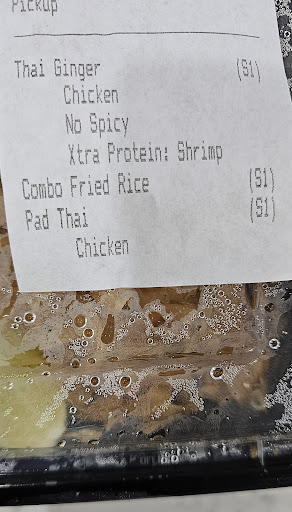 Pickup
Thai Ginger (S1)
Chicken
No Spicy
Xtra Protein: Shrimp
Combo Fried Rice (S1)
Pad Thai (S1)
Chicken